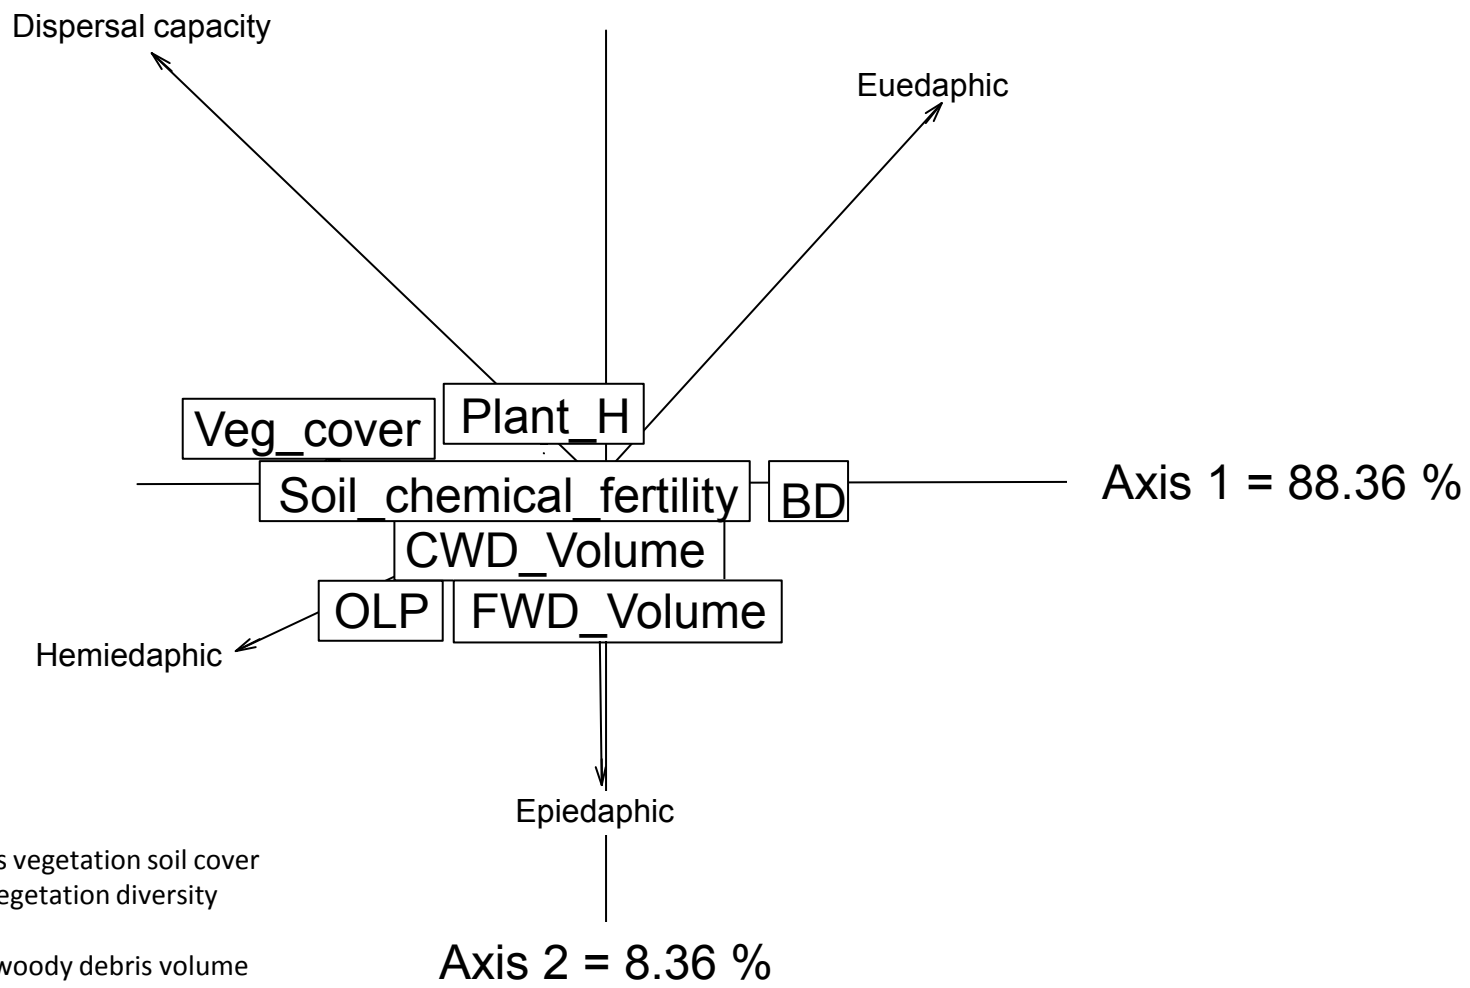 Dispersal capacity
Euedaphic
Plant_H
Veg_cover
Soil_chemical_fertility
BD
Axis 1 = 88.36 %
CWD_Volume
OLP
FWD_Volume
Hemiedaphic
Epiedaphic
vegetation soil cover
diversity
woody debris volume
Axis 2 = 8.36 %